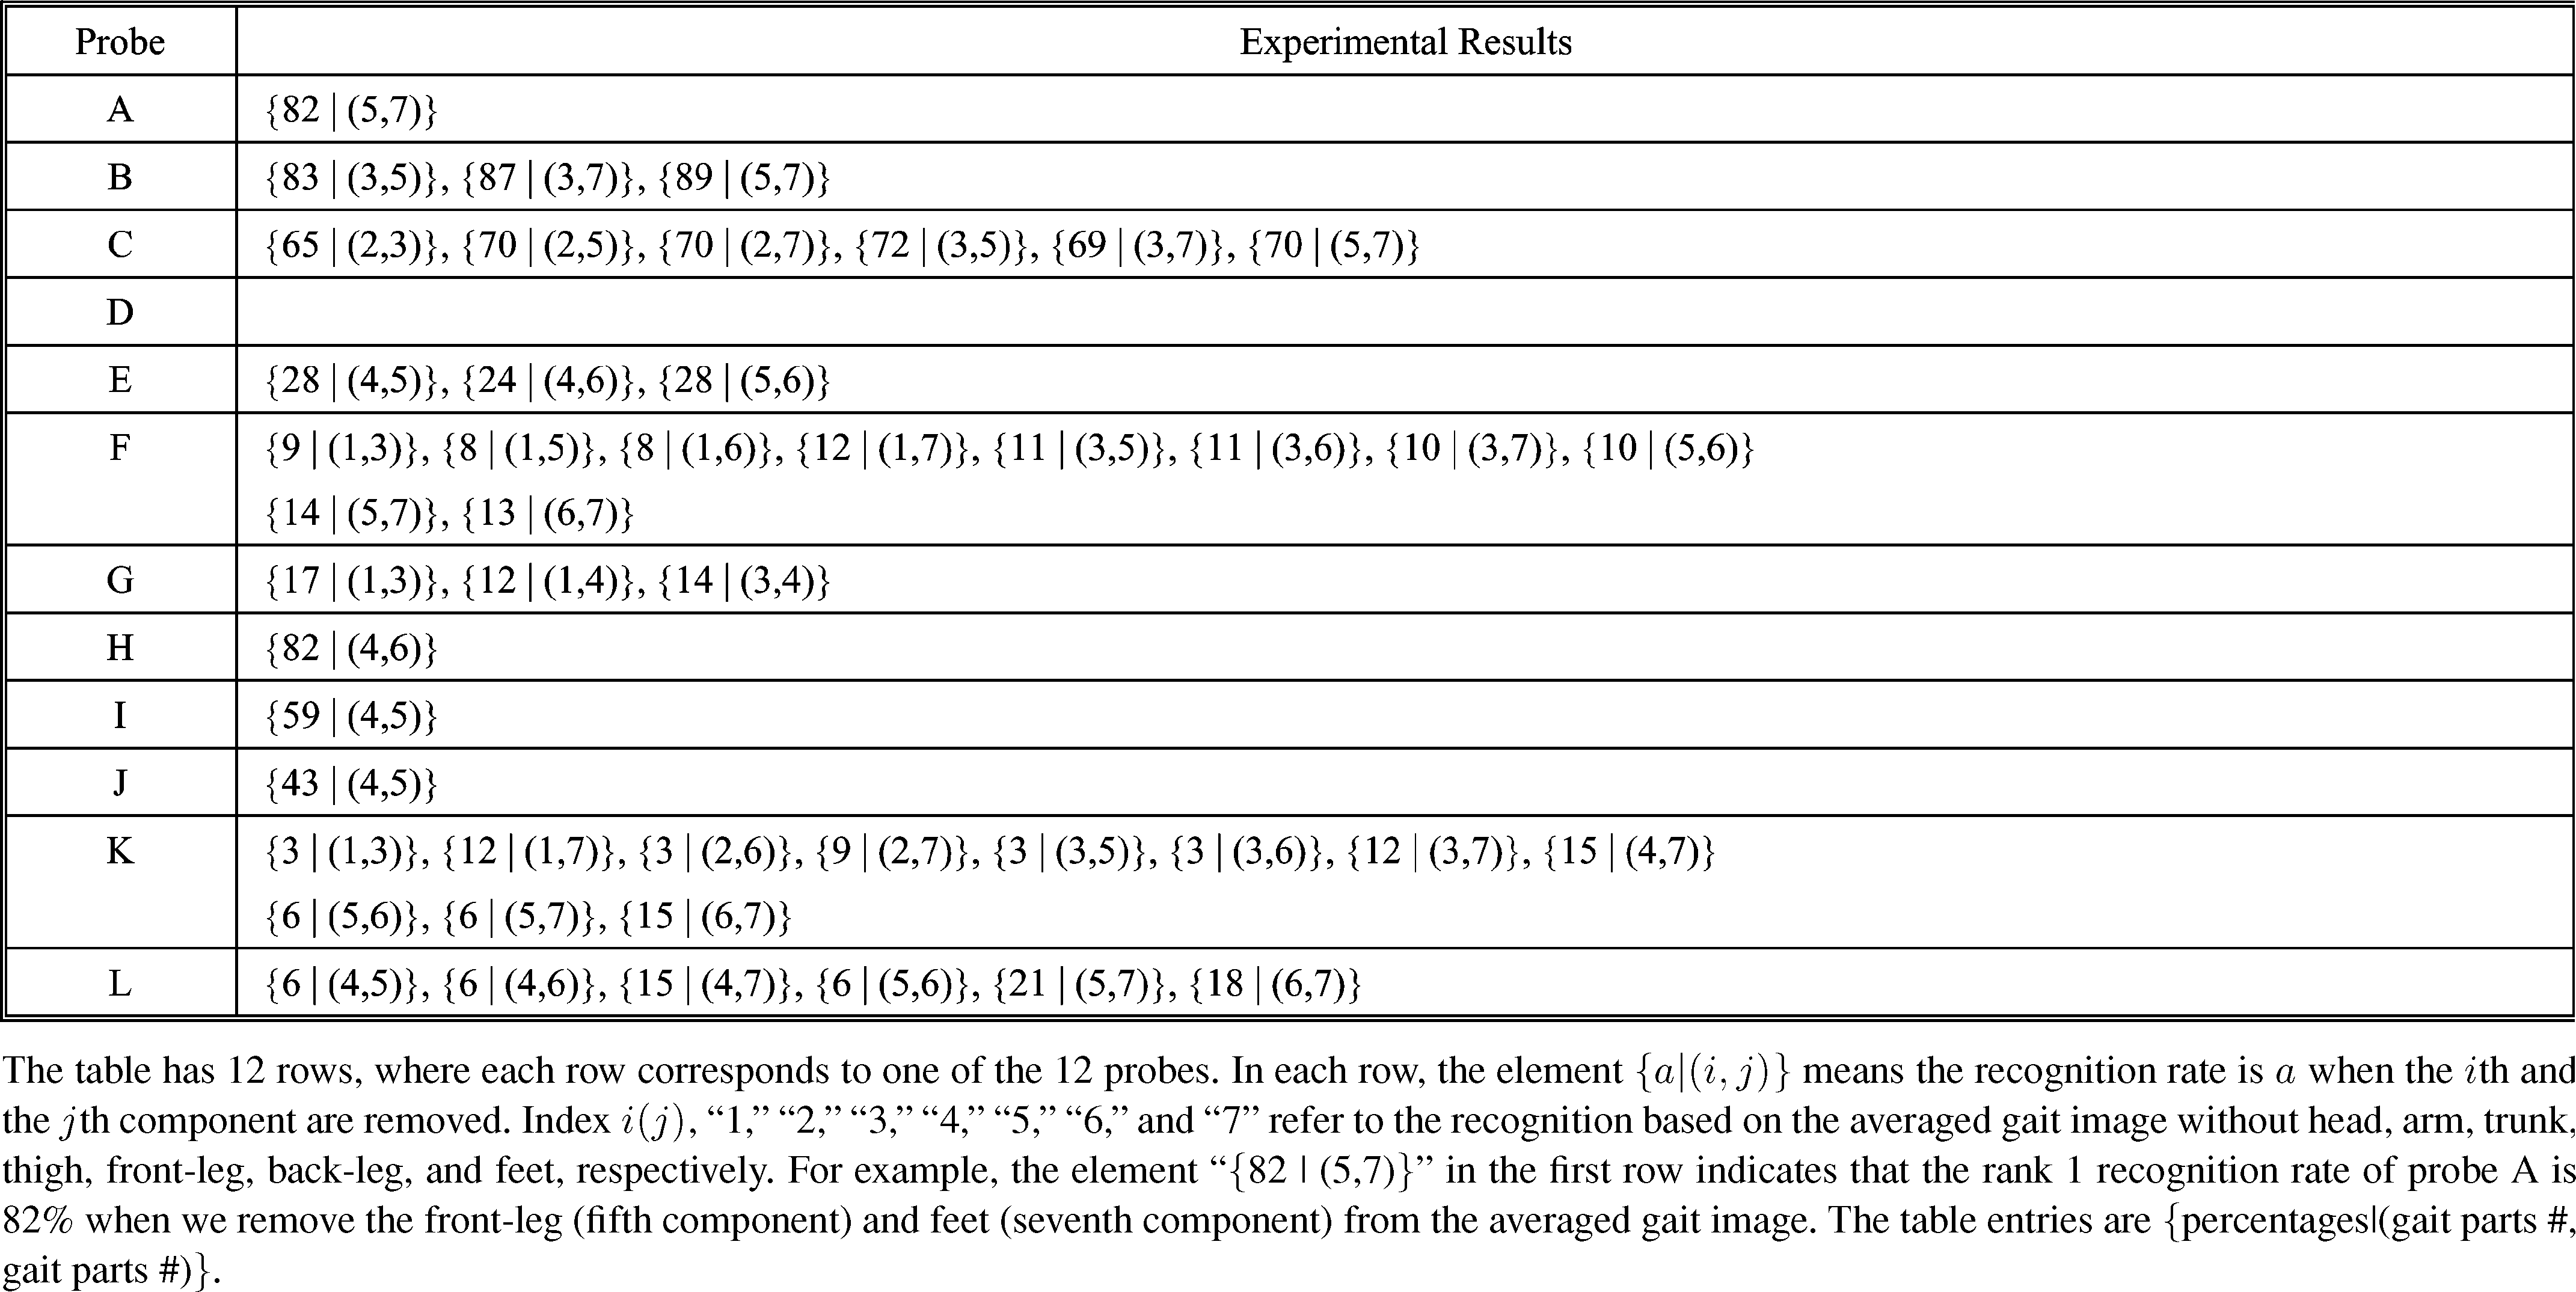 Probe Experimental Results
A {82 | (5,7)}
B {83 | (3,5)}, {87 | (3,7)}, {89 | (5,7)}
C {65 | (2,3)}, {70 | (2,5)}, {70 | (2,7)}, {72 | (3,5)}, {69 | (3,7)}, {70 | (5,7)}
D
E {28 | (4,5)}, {24 | (4,6)}, {28 | (5,6)}
F {9 | (1,3)}, {8 | (1,5)}, {8 | (1,6)}, {12 | (1,7)}, {11 | (3,5)}, {11 | (3,6)}, {10 | (3,7)}, {10 | (5,6)}
{14 | (5,7)}, {13 | (6,7)}
G {17 | (1,3)}, {12 | (1,4)}, {14 | (3,4)}
H {82 | (4,6)}
I {59 | (4,5)}
J {43 | (4,5)}
K {3 | (1,3)}, {12 | (1,7)}, {3 | (2,6)}, {9 | (2,7)}, {3 | (3,5)}, {3 | (3,6)}, {12 | (3,7)}, {15 | (4,7)}
{6 | (5,6)}, {6 | (5,7)}, {15 | (6,7)}
L {6 | (4,5)}, {6 | (4,6)}, {15 | (4,7)}, {6 | (5,6)}, {21 | (5,7)}, {18 | (6,7)}
The table has 12 rows, where each row corresponds to one of the 12 probes. In each row, the element {a|(i, j)} means the recognition rate is a when the ith and
the jth component are removed. Index i(j), “1,” “2,” “3,” “4,” “5,” “6,” and “7” refer to the recognition based on the averaged gait image without head, arm, trunk,
thigh, front-leg, back-leg, and feet, respectively. For example, the element “{82 | (5,7)}” in the first row indicates that the rank 1 recognition rate of probe A is
82% when we remove the front-leg (fifth component) and feet (seventh component) from the averaged gait image. The table entries are {percentages|(gait parts #,
gait parts #)}.